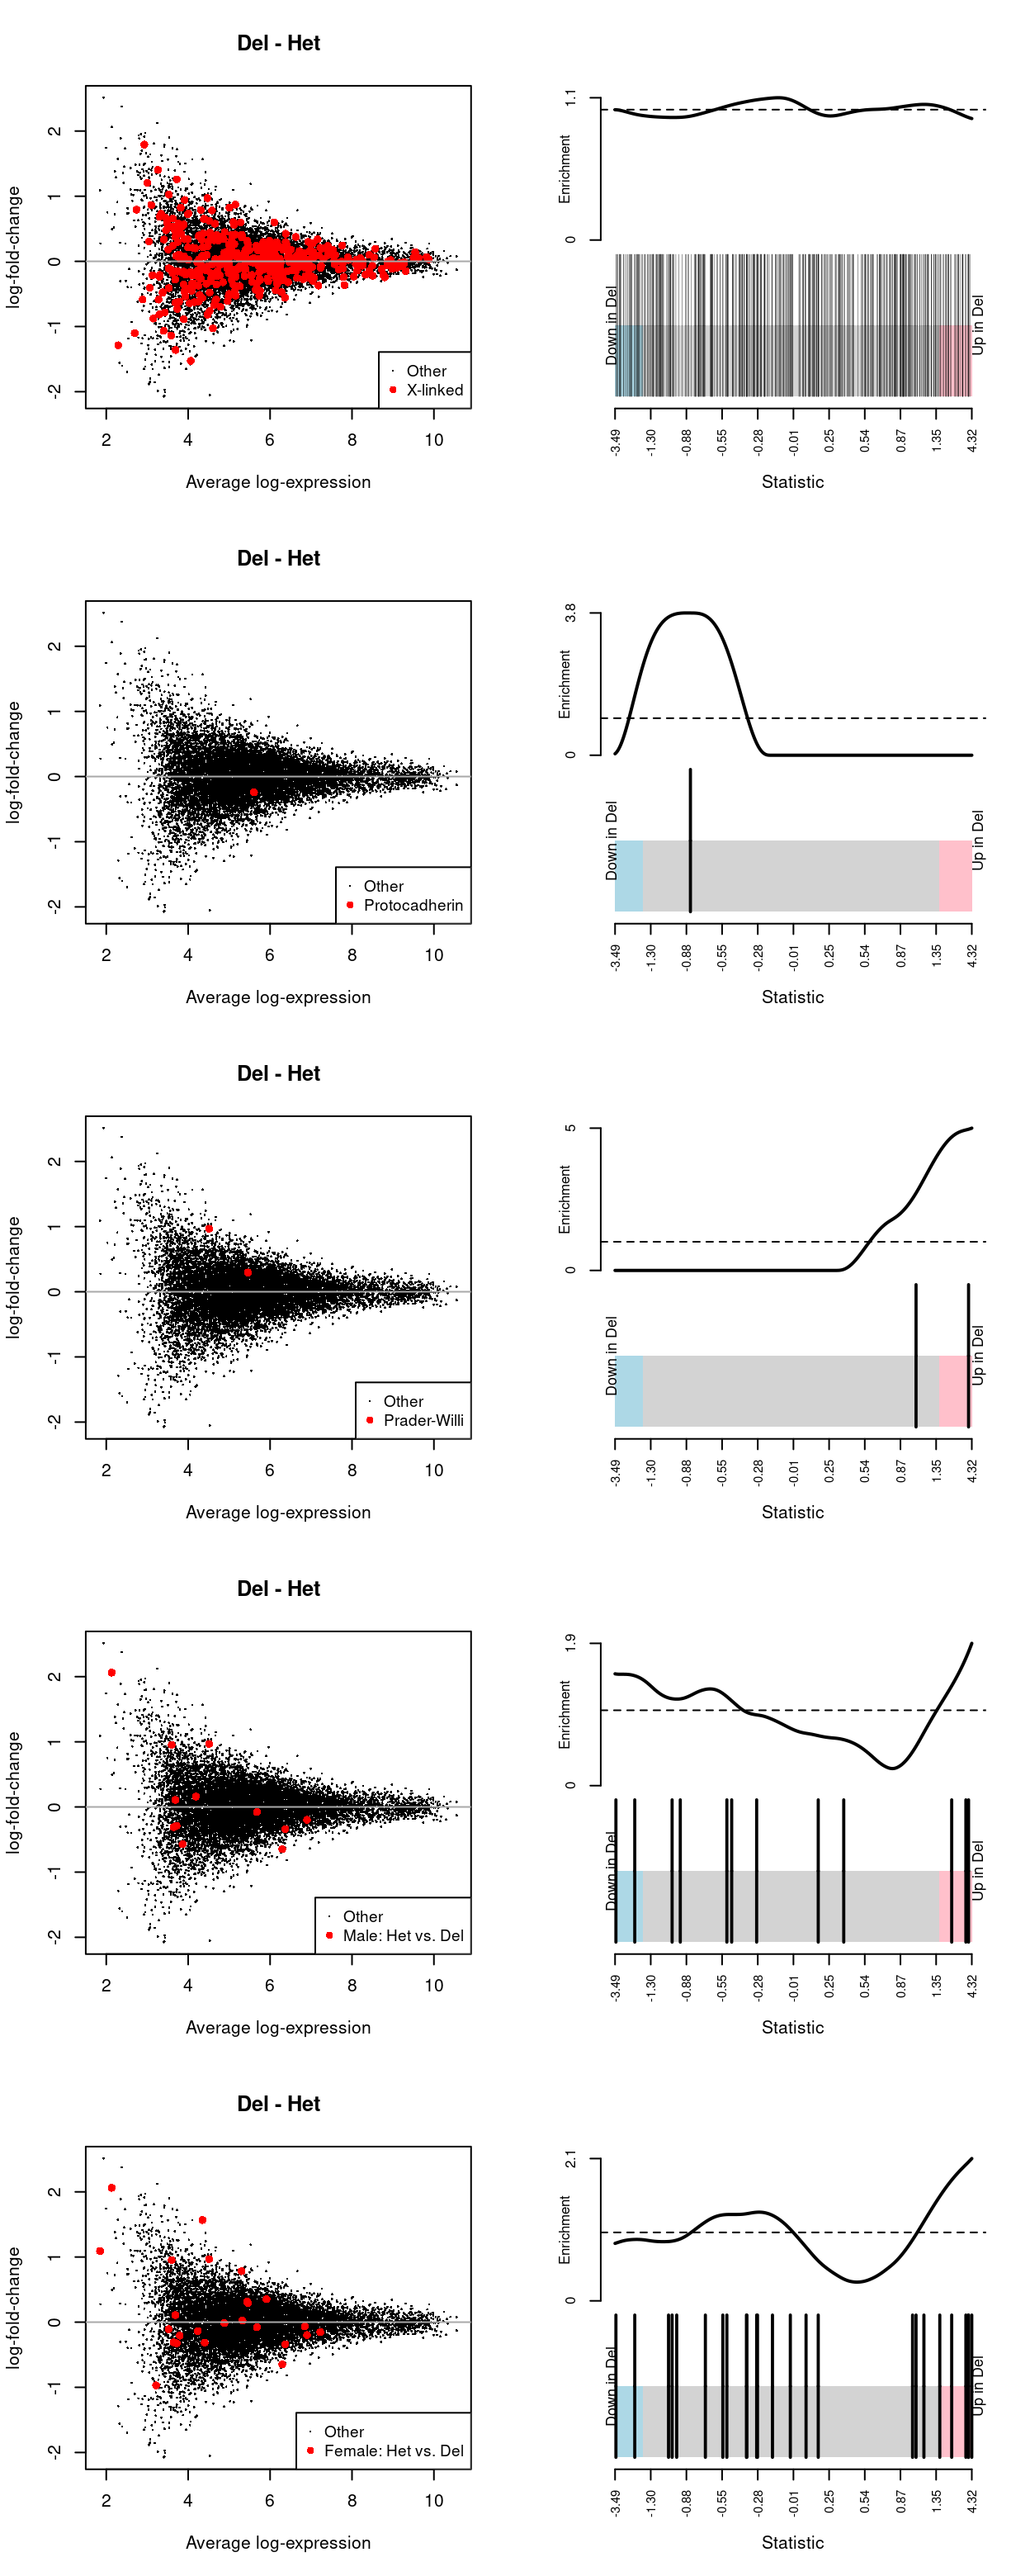 Del - Het
log-fold-change
2
1
0
-1
-2
Other
X-linked
2 4 6 8 10
Average log-expression
Enrichment
1.1
0
Down in Del
Up in Del
-3.49 -1.30 -0.88 -0.55 -0.28 -0.01 0.25 0.54 0.87 1.35 4.32
Statistic
Del - Het
log-fold-change
2
1
0
-1
-2
Other
Protocadherin
2 4 6 8 10
Average log-expression
Enrichment
3.8
0
Down in Del
Up in Del
-3.49 -1.30 -0.88 -0.55 -0.28 -0.01 0.25 0.54 0.87 1.35 4.32
Statistic
Del - Het
log-fold-change
2
1
0
-1
-2
Other
Prader-Willi
2 4 6 8 10
Average log-expression
Enrichment
5
0
Down in Del
Up in Del
-3.49 -1.30 -0.88 -0.55 -0.28 -0.01 0.25 0.54 0.87 1.35 4.32
Statistic
Del - Het
log-fold-change
2
1
0
-1
-2
Other
Male: Het vs. Del
2 4 6 8 10
Average log-expression
Enrichment
1.9
0
Down in Del
Up in Del
-3.49 -1.30 -0.88 -0.55 -0.28 -0.01 0.25 0.54 0.87 1.35 4.32
Statistic
Del - Het
log-fold-change
2
1
0
-1
-2
Other
Female: Het vs. Del
2 4 6 8 10
Average log-expression
Enrichment
2.1
0
Down in Del
Up in Del
-3.49 -1.30 -0.88 -0.55 -0.28 -0.01 0.25 0.54 0.87 1.35 4.32
Statistic